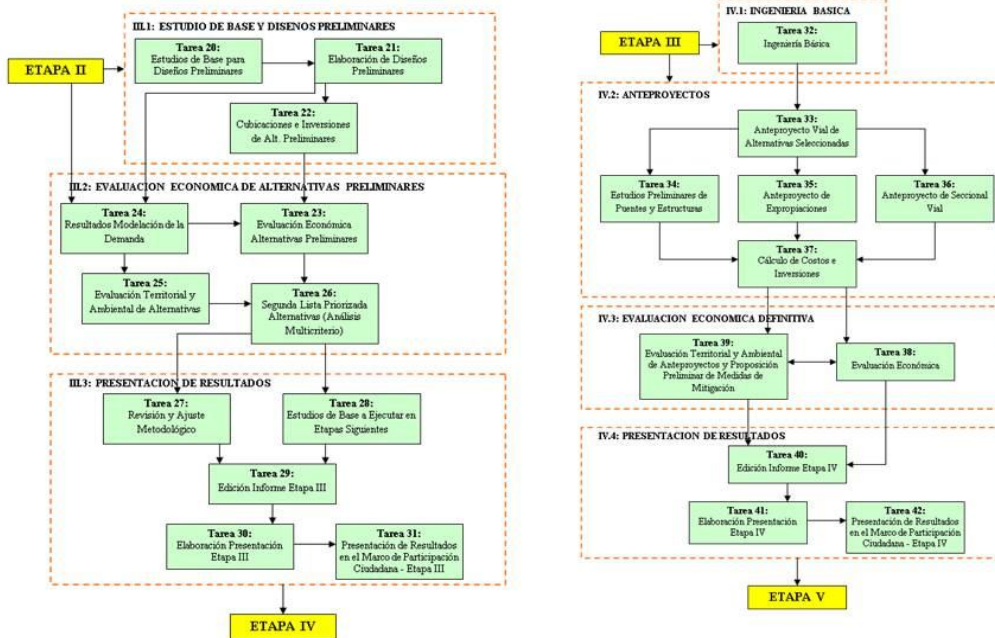 III.1: ESTUDIO DE BASE Y DISEÑOS PRELIMINARES
ETAPA II
Tarea 20:
Estudios de Base para
Diseños Preliminares
Tarea 21:
Elaboración de Diseños
Preliminares
Tarea 22:
Cubicaciones e Inversiones
de Alt. Preliminares
III.2: EVALUACION ECONOMICA DE ALTERNATIVAS PRELIMINARES
Tarea 24:
Resultados Modelación de la
Demanda
Tarea 23:
Evaluación Económica
Alternativas Preliminares
Tarea 25:
Evaluación Territorial y
Ambiental de Alternativas
Tarea 26:
Segunda Lista Priorizada
Alternativas (Análisis
Multicriterio)
III.3: PRESENTACION DE RESULTADOS
Tarea 27:
Revisión y Ajuste
Metodológico
Tarea 28:
Estudios de Base a Ejecutar en
Etapas Siguientes
Tarea 29:
Edición Informe Etapa III
Tarea 30:
Elaboración Presentación
Etapa III
Tarea 31:
Presentación de Resultados
en el Marco de Participación
Ciudadana - Etapa III
ETAPA IV
IV.1: INGENIERIA BASICA
ETAPA III
Tarea 32:
Ingeniería Básica
IV.2: ANTEPROYECTOS
Tarea 33:
Anteproyecto Vial de
Alternativas Seleccionadas
Tarea 34:
Estudios Preliminares de
Puentes y Estructuras
Tarea 35:
Anteproyecto de
Expropiaciones
Tarea 36:
Anteproyecto de Seccional
Vial
Tarea 37:
Cálculo de Costos e
Inversiones
IV.3: EVALUACION ECONOMICA DEFINITIVA
Tarea 39:
Evaluación Territorial y Ambiental
de Anteproyectos y Proposición
Preliminar de Medidas de
Mitigación
Tarea 38:
Evaluación Económica
IV.4: PRESENTACION DE RESULTADOS
Tarea 40:
Edición Informe Etapa IV
Tarea 41:
Elaboración Presentación
Etapa IV
Tarea 42:
Presentación de Resultados
en el Marco de Participación
Ciudadana - Etapa IV
ETAPA V